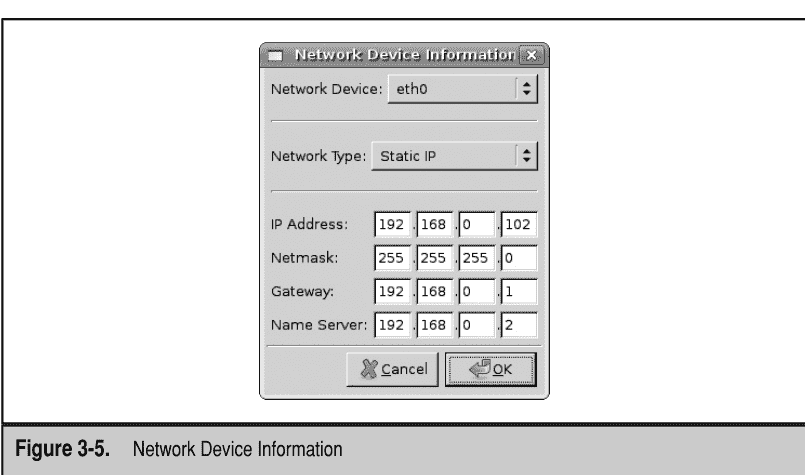 Network Device Information
Network Device: eth0
Network Type: Static IP
IP Address: 192 . 168 . 0 . 102
Netmask: 255 . 255 . 255 . 0
Gateway: 192 . 168 . 0 . 1
Name Server: 192 . 168 . 0 . 2
Cancel OK
Figure 3-5. Network Device Information